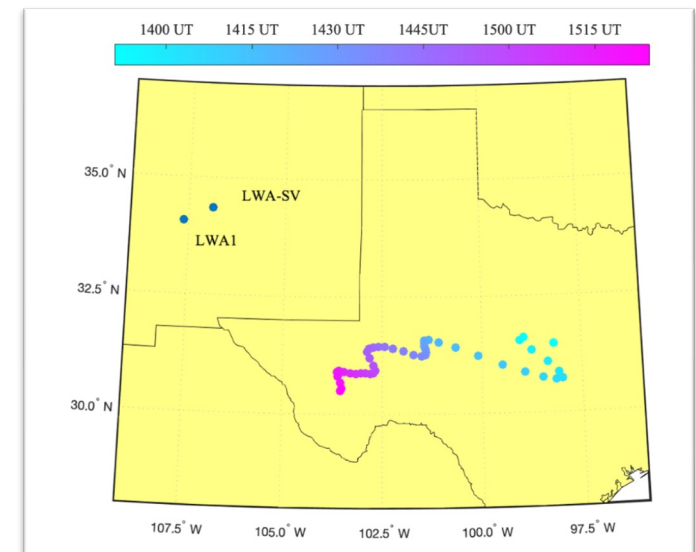 1400 UT 1415 UT 1430 UT 1445UT 1500 UT 1515 UT
35.0° N
LWA-SV
LWA1
32.5° N
30.0° N
107.5° W 105.0° W 102.5° W 100.0° W 97.5° W